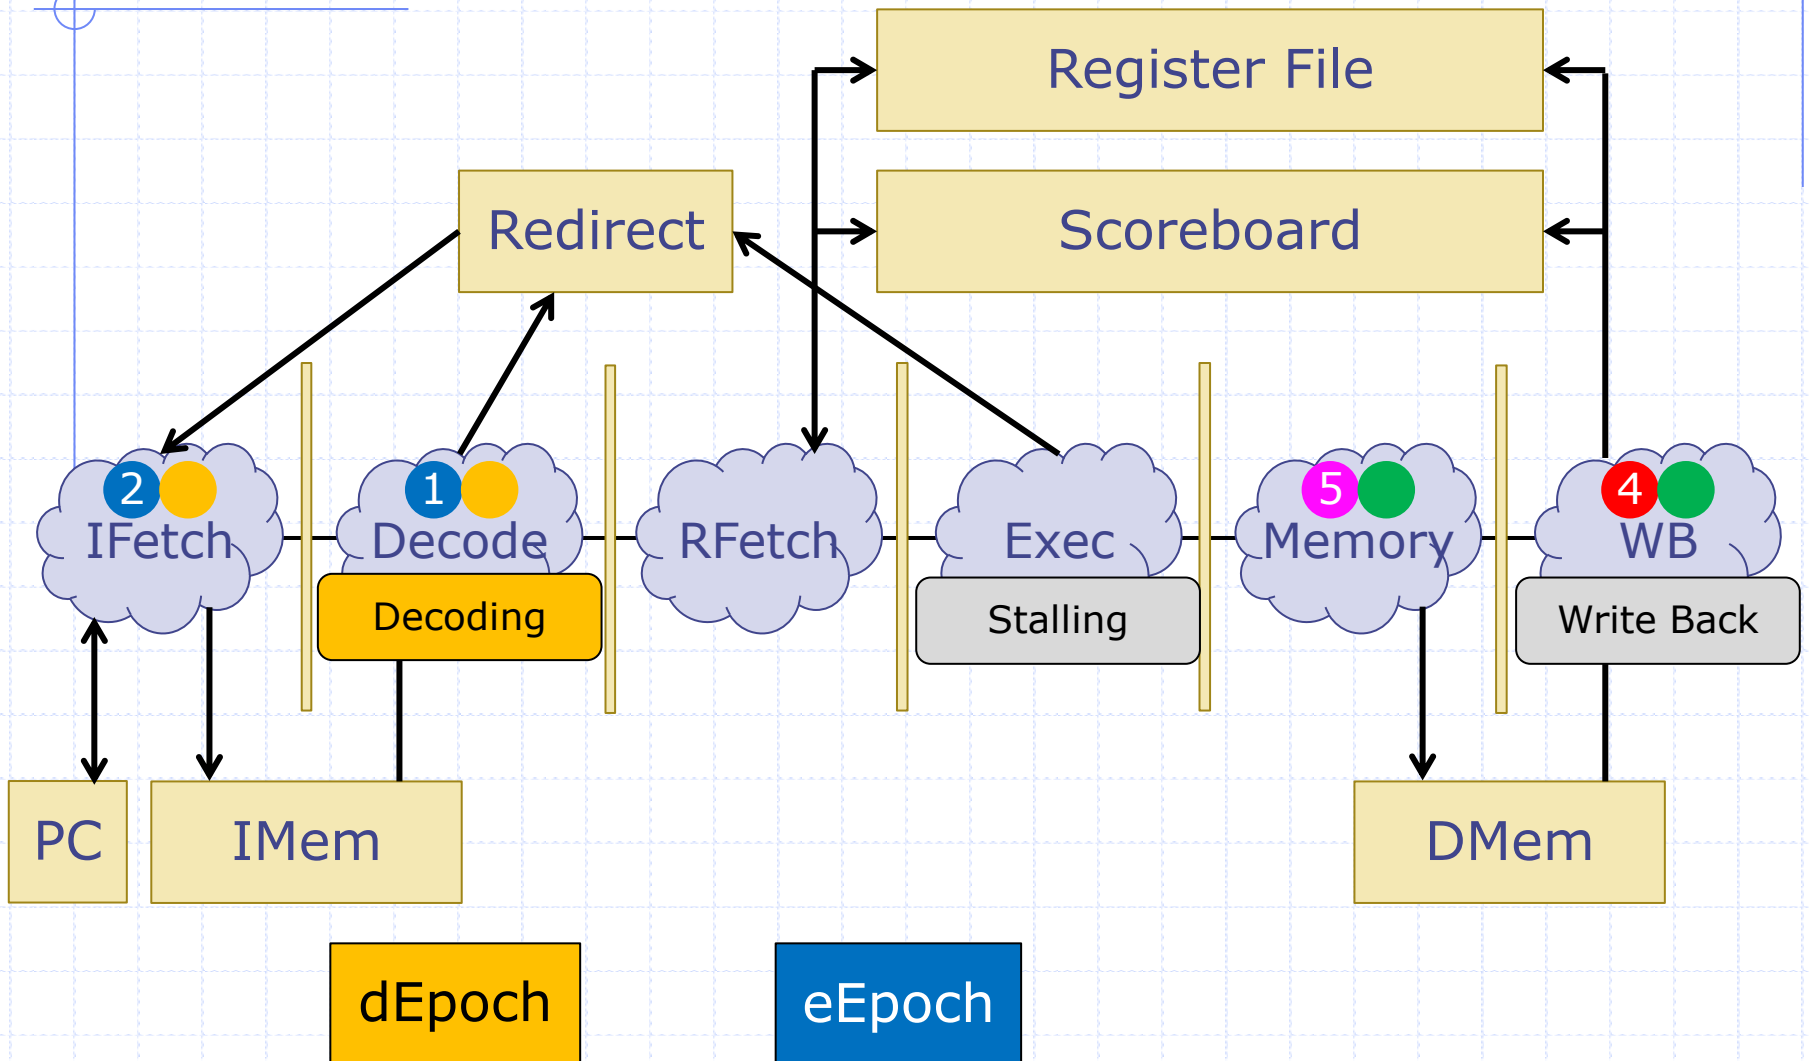 Register File
Redirect
Scoreboard
2
1
5
4
IFetch
Decode
RFetch
Exec
Memory
WB
Decoding
Stalling
Write Back
PC
IMem
DMem
dEpoch
eEpoch